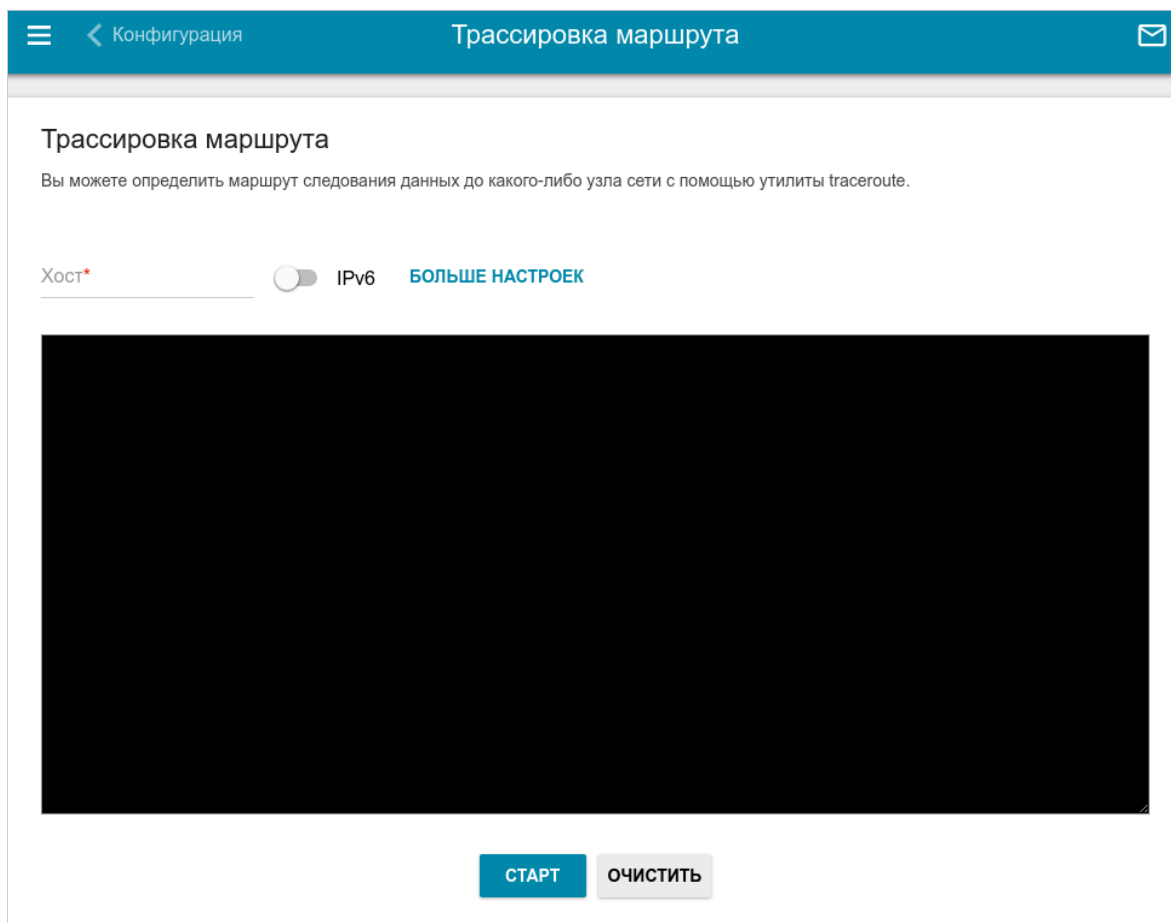 Конфигурация
Трассировка маршрута
Трассировка маршрута
Вы можете определить маршрут следования данных до какого-либо узла сети с помощью утилиты traceroute.
Хост* IPv6 БОЛЬШЕ НАСТРОЕК
СТАРТ ОЧИСТИТЬ